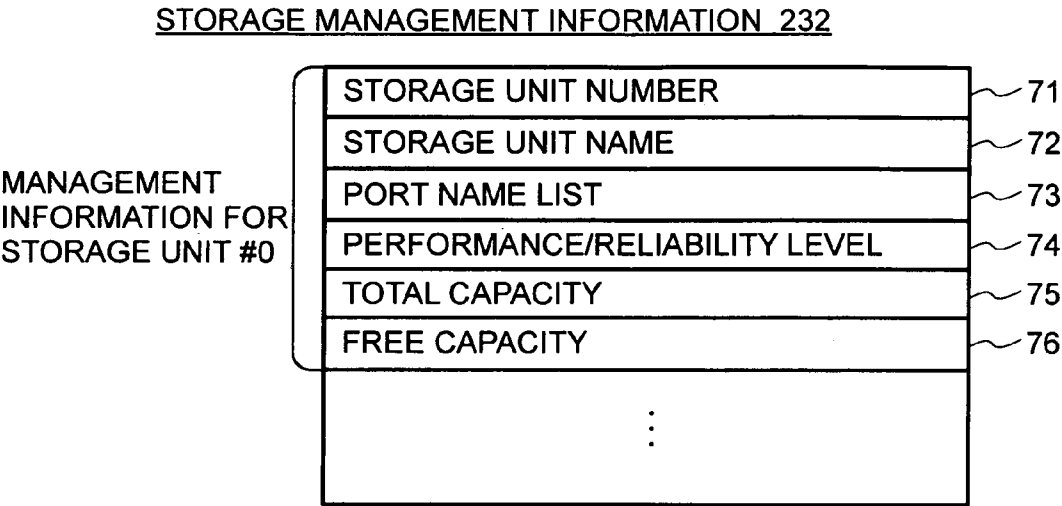 STORAGE MANAGEMENT INFORMATION 232
STORAGE UNIT NUMBER 71
STORAGE UNIT NAME 72
PORT NAME LIST 73
PERFORMANCE/RELIABILITY LEVEL 74
TOTAL CAPACITY 75
FREE CAPACITY 76
MANAGEMENT
INFORMATION FOR
STORAGE UNIT #0